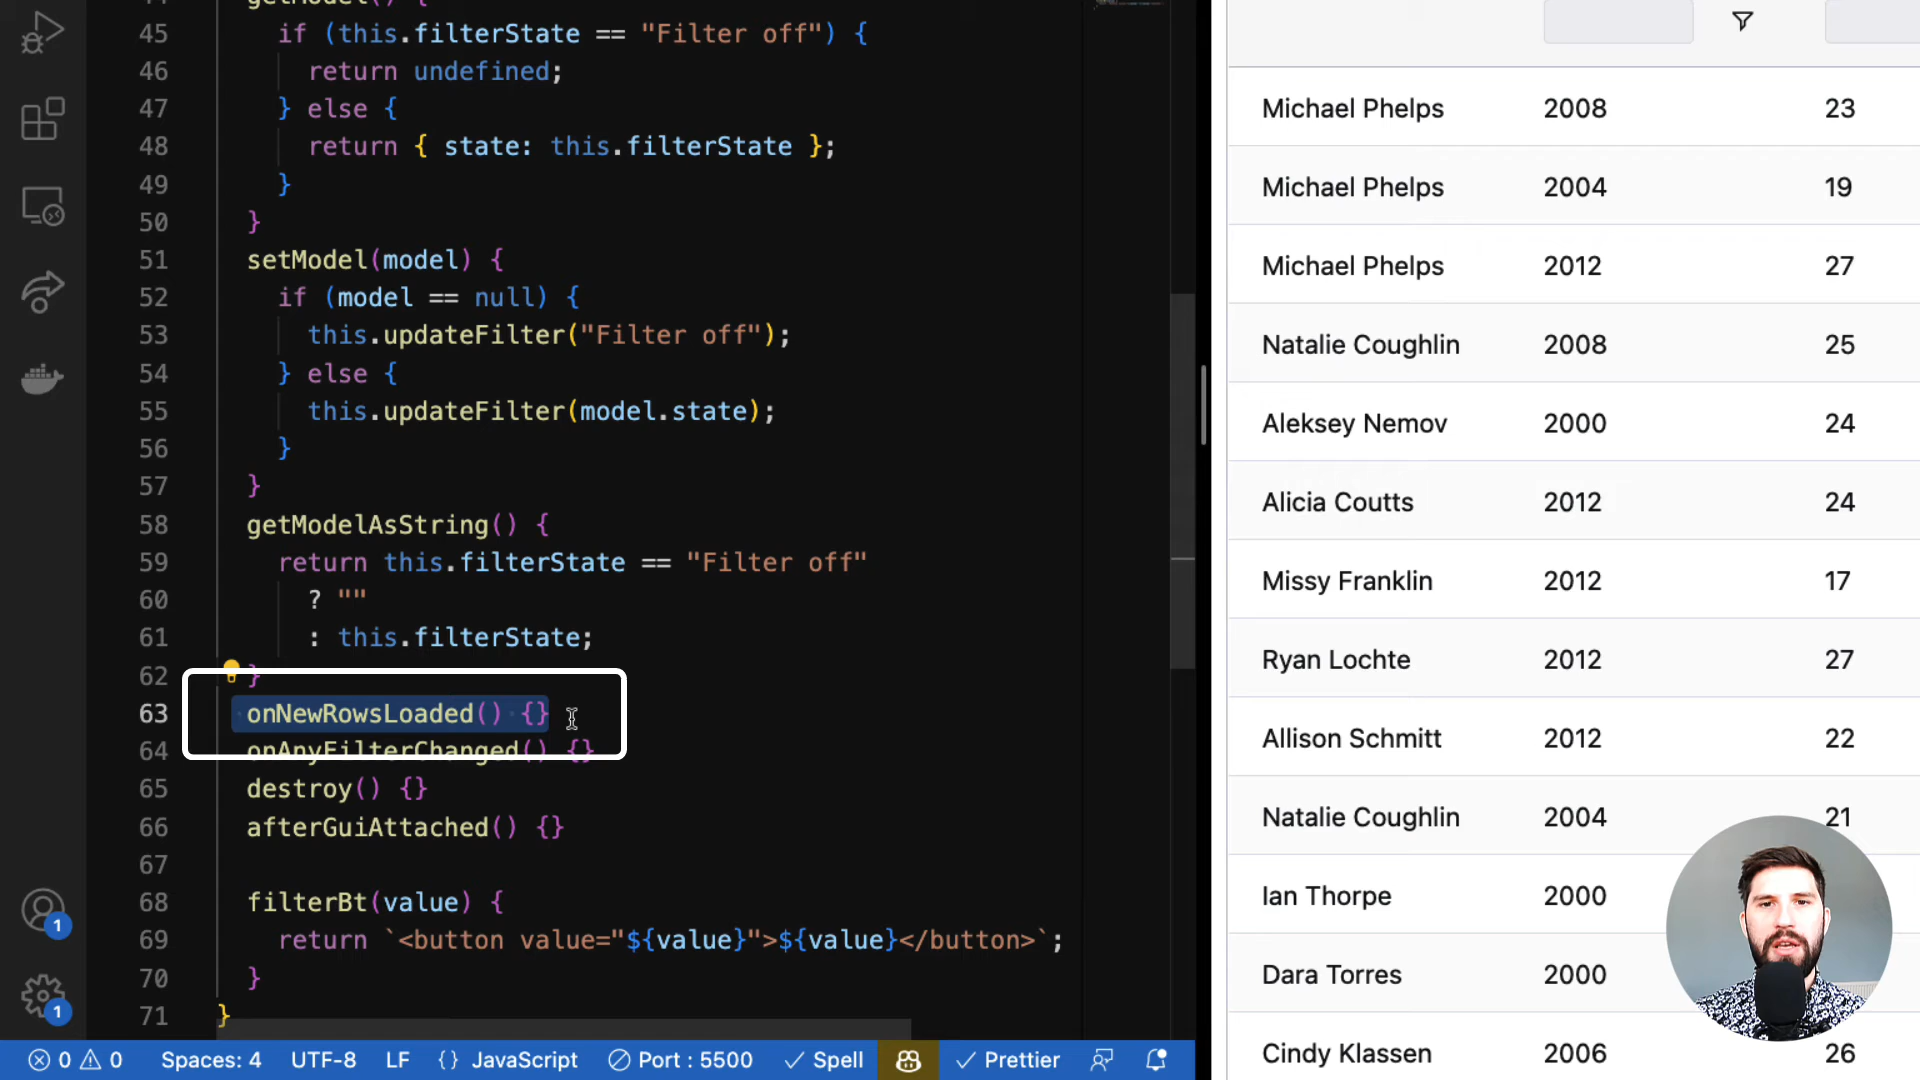 44 getModel() {
45 if (this.filterState == "Filter off") {
46 return undefined;
47 } else {
48 return { state: this.filterState };
49 }
50 }
51 setModel(model) {
52 if (model == null) {
53 this.updateFilter("Filter off");
54 } else {
55 this.updateFilter(model.state);
56 }
57 }
58 getModelAsString() {
59 return this.filterState == "Filter off"
60 ? ""
61 : this.filterState;
62 }
63 onNewRowsLoaded() {}
64 onAnyFilterChanged() {}
65 destroy() {}
66 afterGuiAttached() {}
67
68 filterBt(value) {
69 return `<button value="${value}">${value}</button>`;
70 }
71 }
1
1
0 0 Spaces: 4 UTF-8 LF {} JavaScript Port : 5500 Spell Prettier
Michael Phelps 2008 23
Michael Phelps 2004 19
Michael Phelps 2012 27
Natalie Coughlin 2008 25
Aleksey Nemov 2000 24
Alicia Coutts 2012 24
Missy Franklin 2012 17
Ryan Lochte 2012 27
Allison Schmitt 2012 22
Natalie Coughlin 2004 21
Ian Thorpe 2000
Dara Torres 2000
Cindy Klassen 2006 26